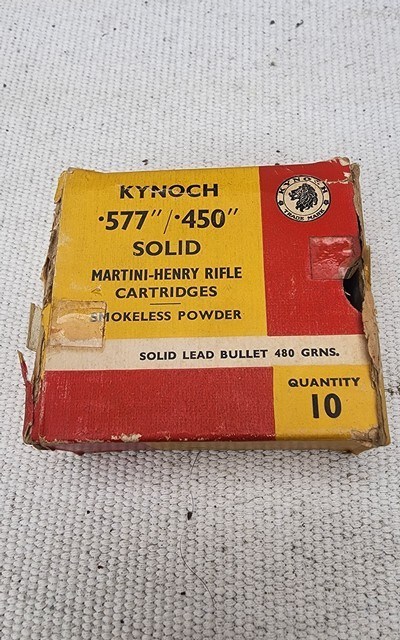 KYNOCH
·577"/·450"
SOLID
MARTINI-HENRY RIFLE
CARTRIDGES
SMOKELESS POWDER
KYNOCH
TRADE MARK
SOLID LEAD BULLET 480 GRNS.
QUANTITY
10